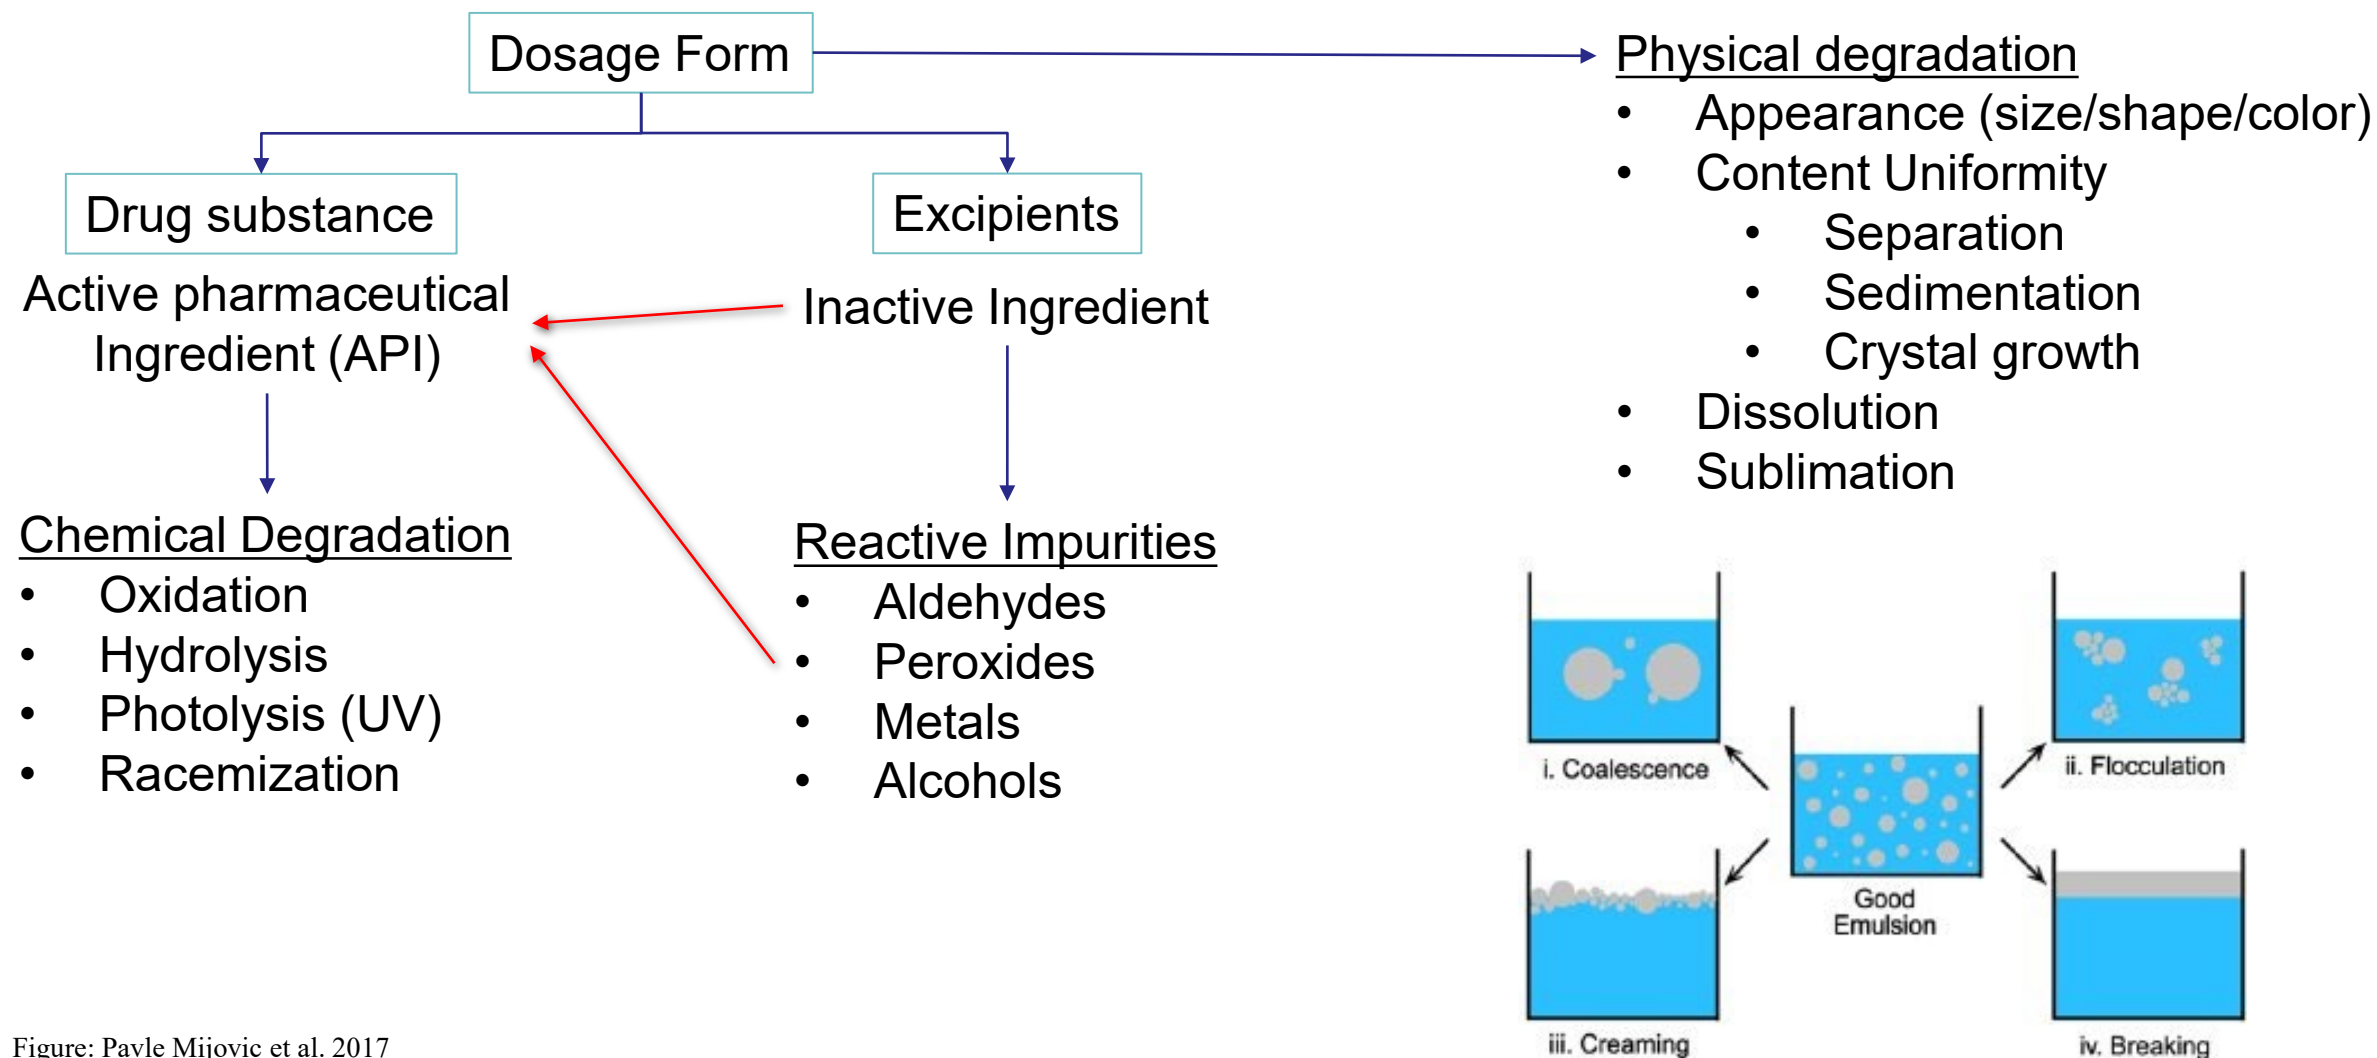 Dosage Form
Drug substance
Active pharmaceutical
Ingredient (API)
Chemical Degradation
• Oxidation
• Hydrolysis
• Photolysis (UV)
• Racemization
Excipients
Inactive Ingredient
Reactive Impurities
• Aldehydes
• Peroxides
• Metals
• Alcohols
Physical degradation
• Appearance (size/shape/color)
• Content Uniformity
• Separation
• Sedimentation
• Crystal growth
• Dissolution
• Sublimation
i. Coalescence
ii. Flocculation
Good
Emulsion
iii. Creaming
iv. Breaking
Figure: Pavle Mijovic et al. 2017